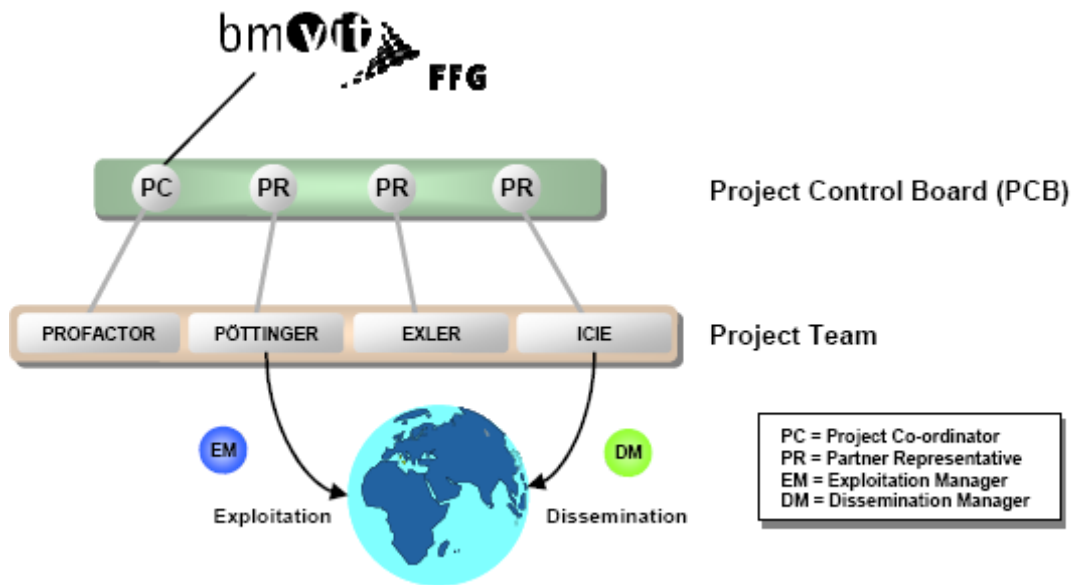 bmvit
FFG
PC PR PR PR
Project Control Board (PCB)
PROFACTOR PÖTTINGER EXLER ICIE
Project Team
EM
DM
Exploitation
Dissemination
PC = Project Co-ordinator
PR = Partner Representative
EM = Exploitation Manager
DM = Dissemination Manager